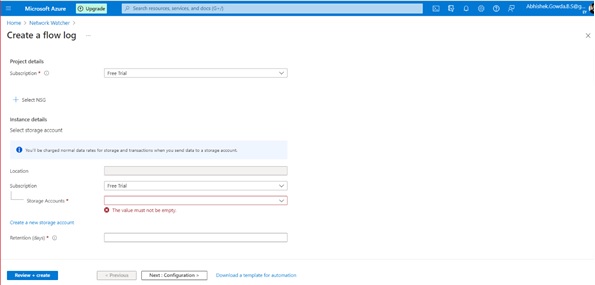 Microsoft Azure
Upgrade
Search resources, services, and docs (G+/)
Abhishek.Gowda.B.S@g...
Home > Network Watcher >
Create a flow log
...
Project details
Subscription *
Free Trial
+ Select NSG
Instance details
Select storage account
You'll be charged normal data rates for storage and transactions when you send data to a storage account.
Location
Subscription
Free Trial
Storage Accounts *
The value must not be empty.
Create a new storage account
Retention (days) *
Review + create
< Previous
Next : Configuration >
Download a template for automation